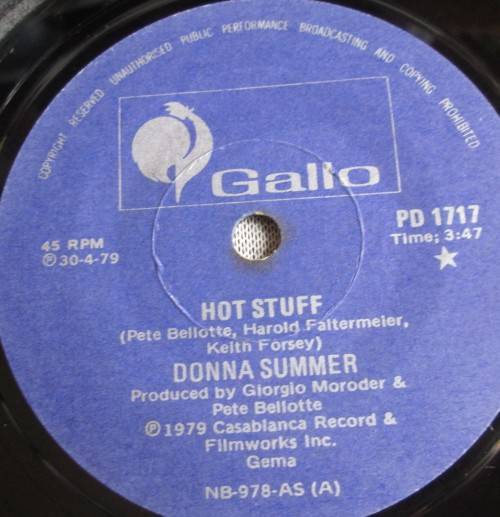 COPYRIGHT RESERVED UNAUTHORISED PUBLIC PERFORMANCE BROADCASTING AND COPYING PROHIBITED
Gallo
PD 1717
45 RPM
Time; 3:47
℗30-4-79
HOT STUFF
(Pete Bellotte, Harold Faltermeier,
Keith Forsey)
DONNA SUMMER
Produced by Giorgio Moroder &
Pete Bellotte
℗1979 Casablanca Record &
Filmworks Inc.
Gema
NB-978-AS (A)